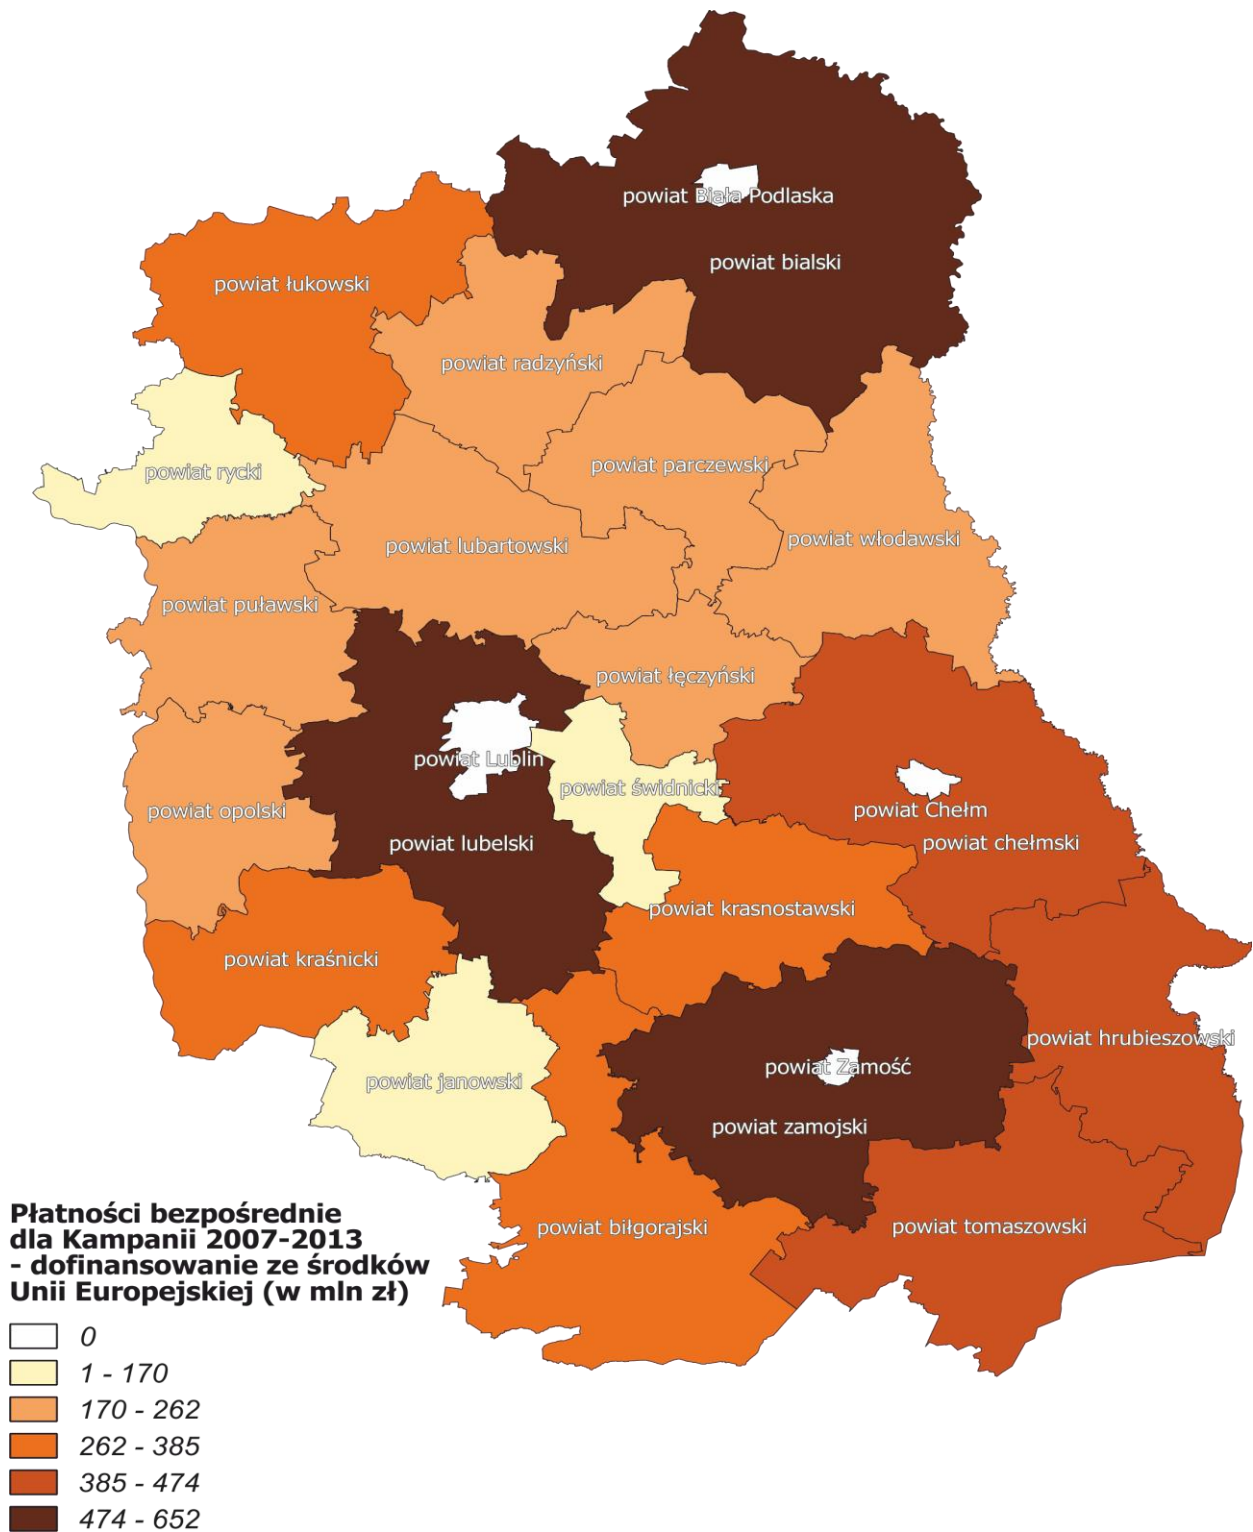 powiat Biała Podlaska
powiat bialski
powiat łukowski
powiat radzyński
powiat parczewski
powiat rycki
powiat włodawski
powiat lubartowski
powiat puławski
powiat łęczyński
powiat Lublin
powiat świdnicki
powiat opolski
powiat Chełm
powiat lubelski
powiat chełmski
powiat krasnostawski
powiat kraśnicki
powiat hrubieszowski
powiat Zamość
powiat janowski
powiat zamojski
powiat biłgorajski
powiat tomaszowski
Płatności bezpośrednie
dla Kampanii 2007-2013
- dofinansowanie ze środków
Unii Europejskiej (w mln zł)
0
1 - 170
170 - 262
262 - 385
385 - 474
474 - 652